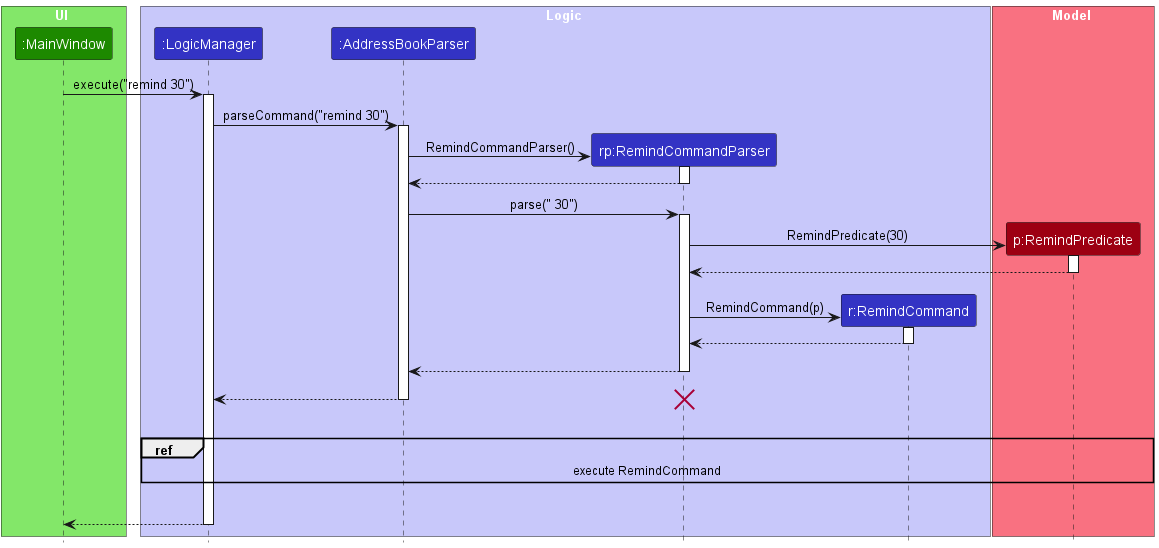 UI
Logic
Model
:MainWindow
:LogicManager
:AddressBookParser
execute("remind 30")
parseCommand("remind 30")
RemindCommandParser()
rp:RemindCommandParser
parse(" 30")
RemindPredicate(30)
p:RemindPredicate
RemindCommand(p)
r:RemindCommand
ref
execute RemindCommand